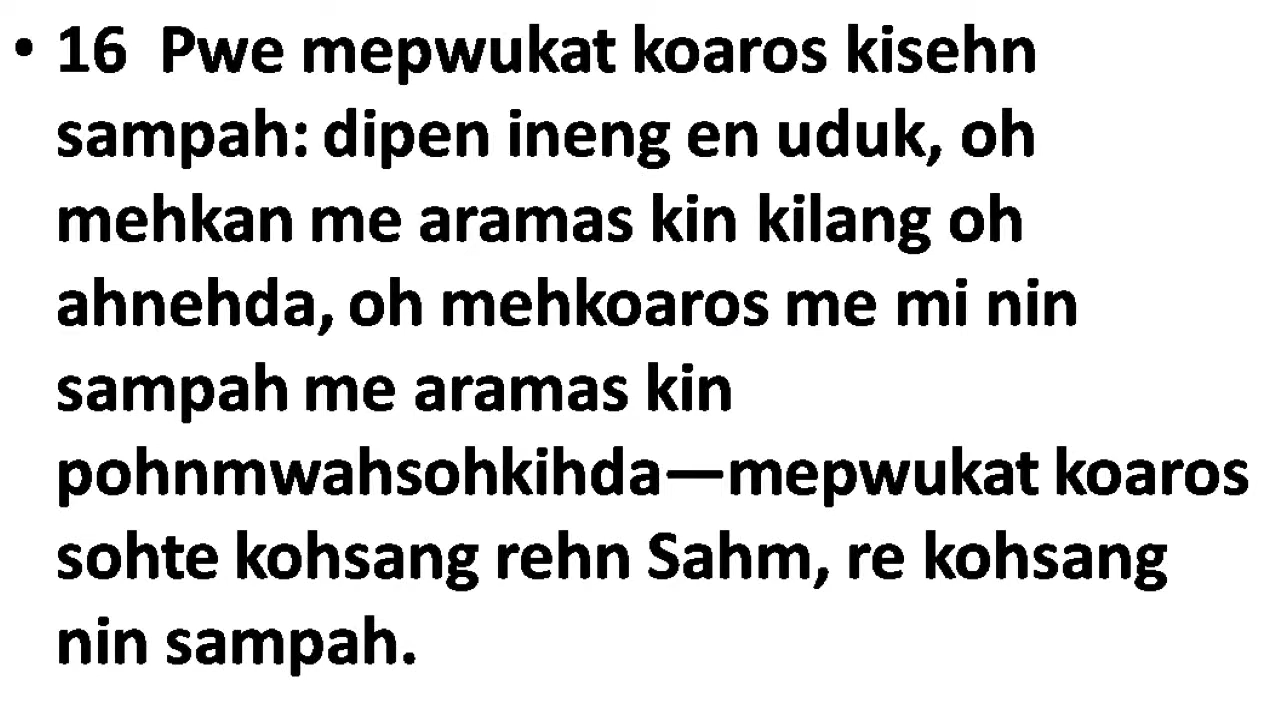 • 16  Pwe mepwukat koaros kisehn
sampah: dipen ineng en uduk, oh
mehkan me aramas kin kilang oh
ahnehda, oh mehkoaros me mi nin
sampah me aramas kin
pohnmwahsohkihda—mepwukat koaros
sohte kohsang rehn Sahm, re kohsang
nin sampah.